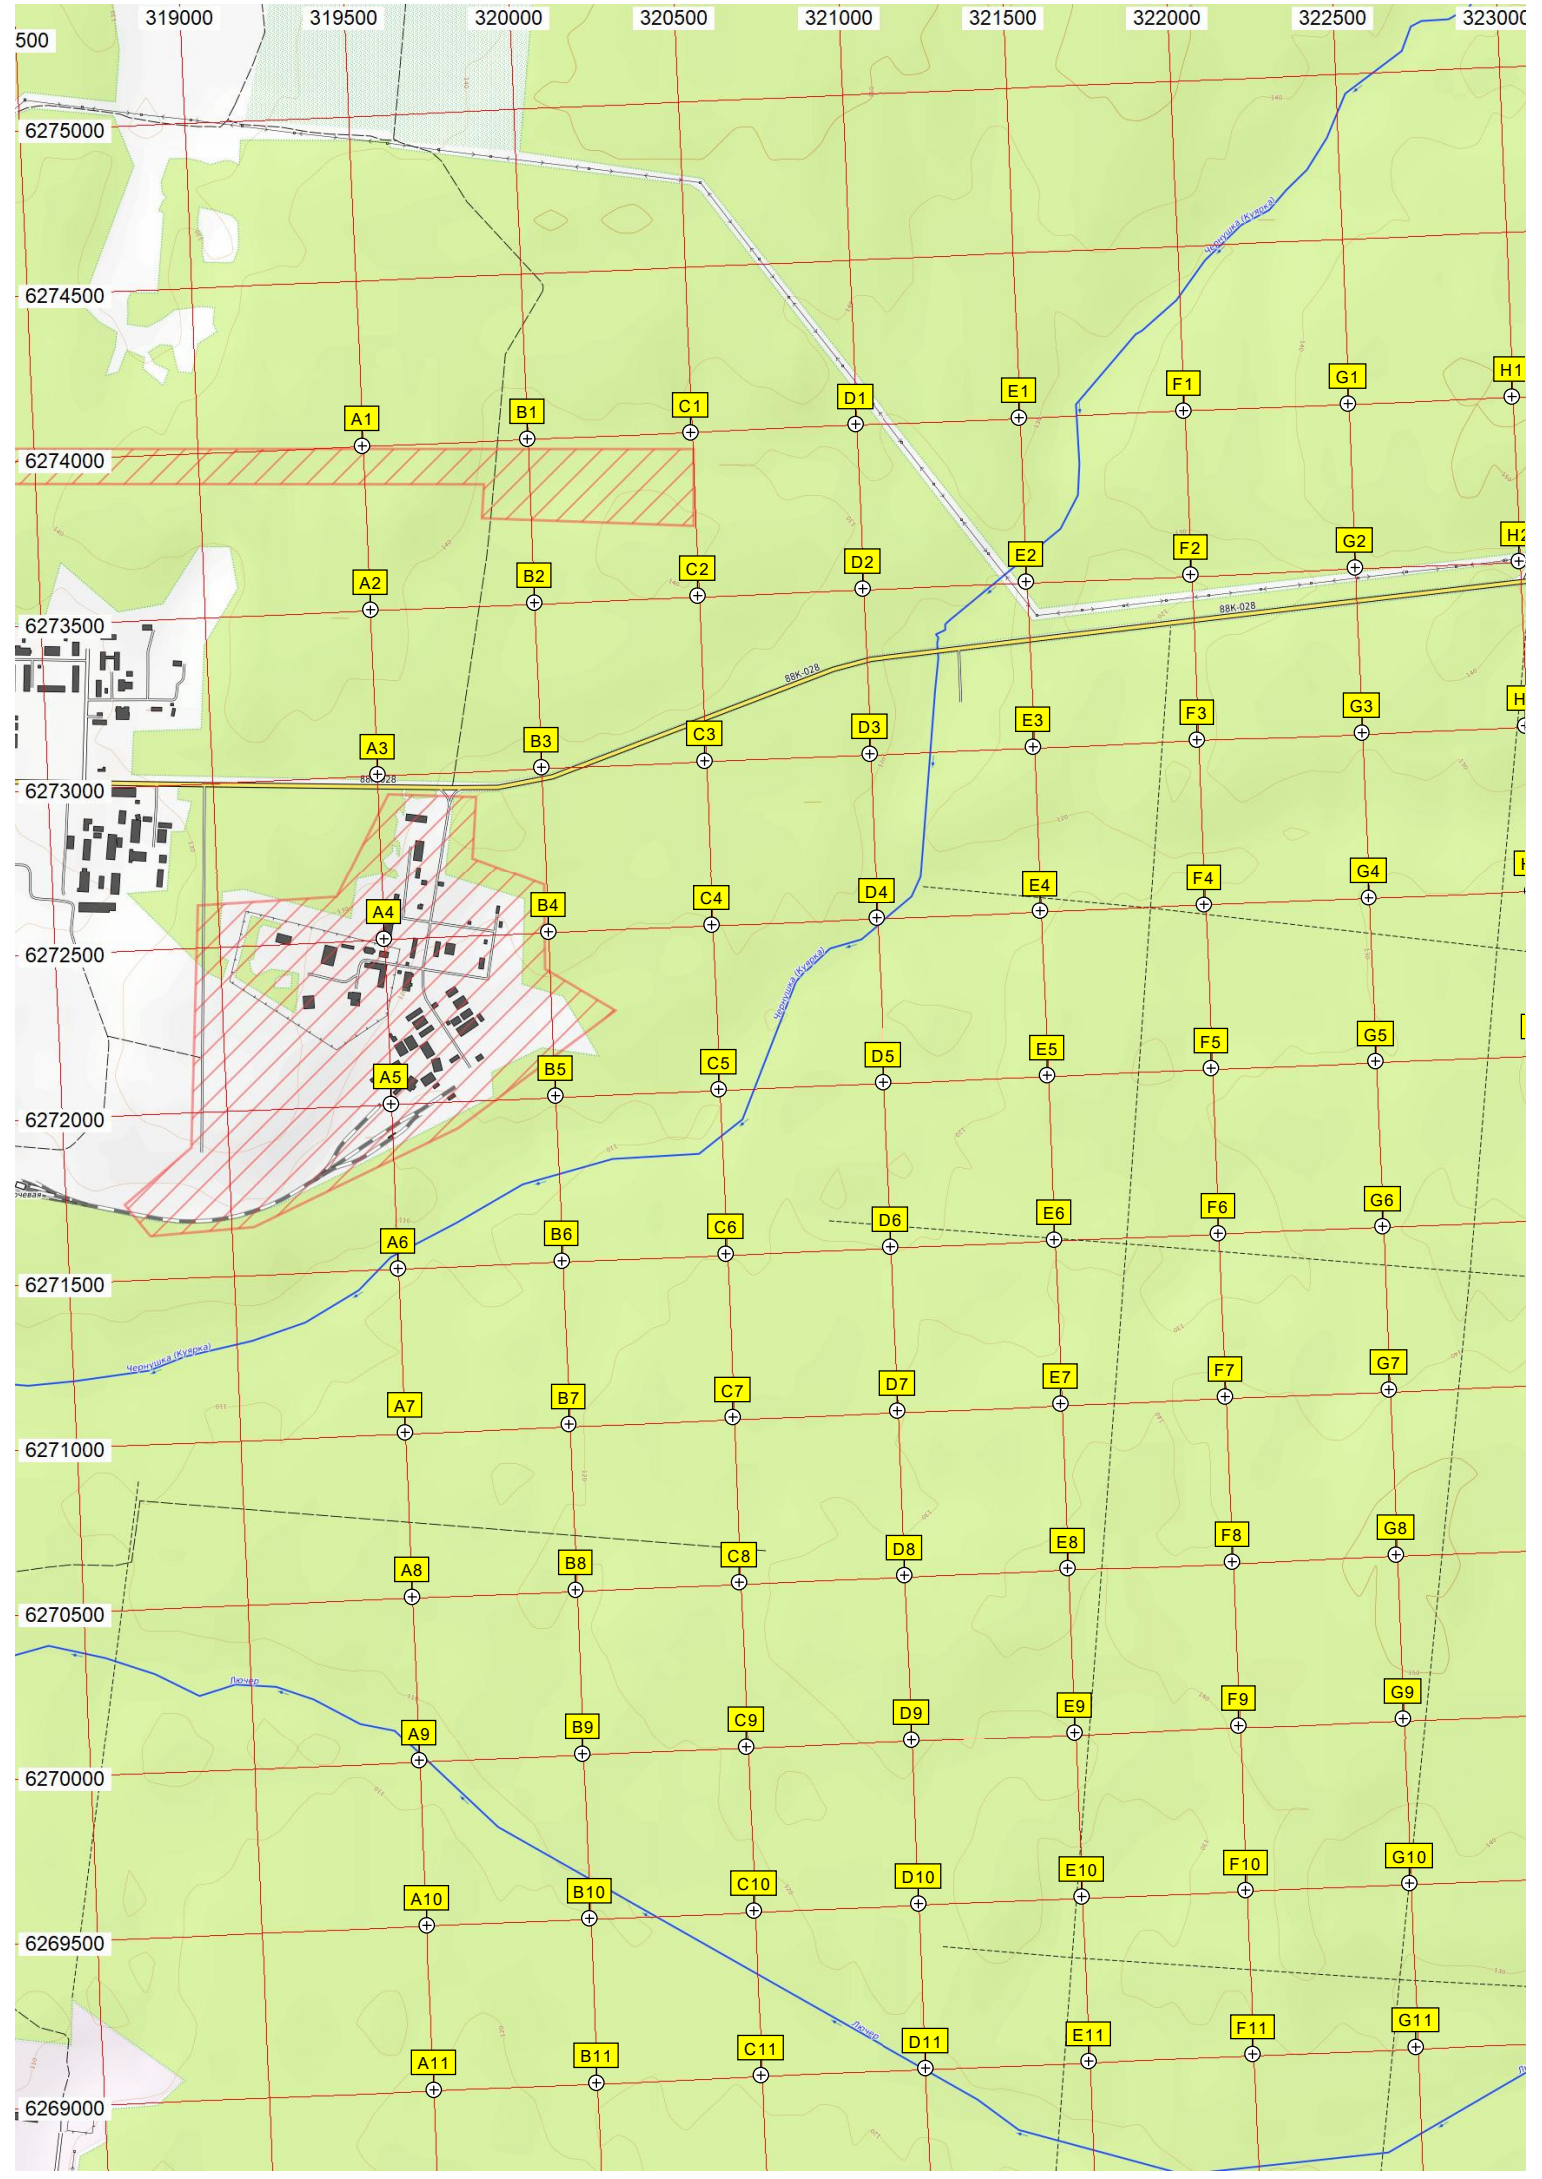 319000 319500 320000 320500 321000 321500 322000 322500 323000
500
6275000
Чернушка (Куярка)
6274500
A1 B1 C1 D1 E1 F1 G1 H1
6274000
A2 B2 C2 D2 E2 F2 G2 H2
88К-028
6273500
88К-028
A3 B3 C3 D3 E3 F3 G3 H
6273000
A4 B4 C4 D4 E4 F4 G4
6272500
Чернушка (Куярка)
A5 B5 C5 D5 E5 F5 G5
6272000
чевая
A6 B6 C6 D6 E6 F6 G6
6271500
Чернушка (Куярка)
A7 B7 C7 D7 E7 F7 G7
6271000
A8 B8 C8 D8 E8 F8 G8
6270500
Лючер
A9 B9 C9 D9 E9 F9 G9
6270000
A10 B10 C10 D10 E10 F10 G10
6269500
Лючер
A11 B11 C11 D11 E11 F11 G11
6269000